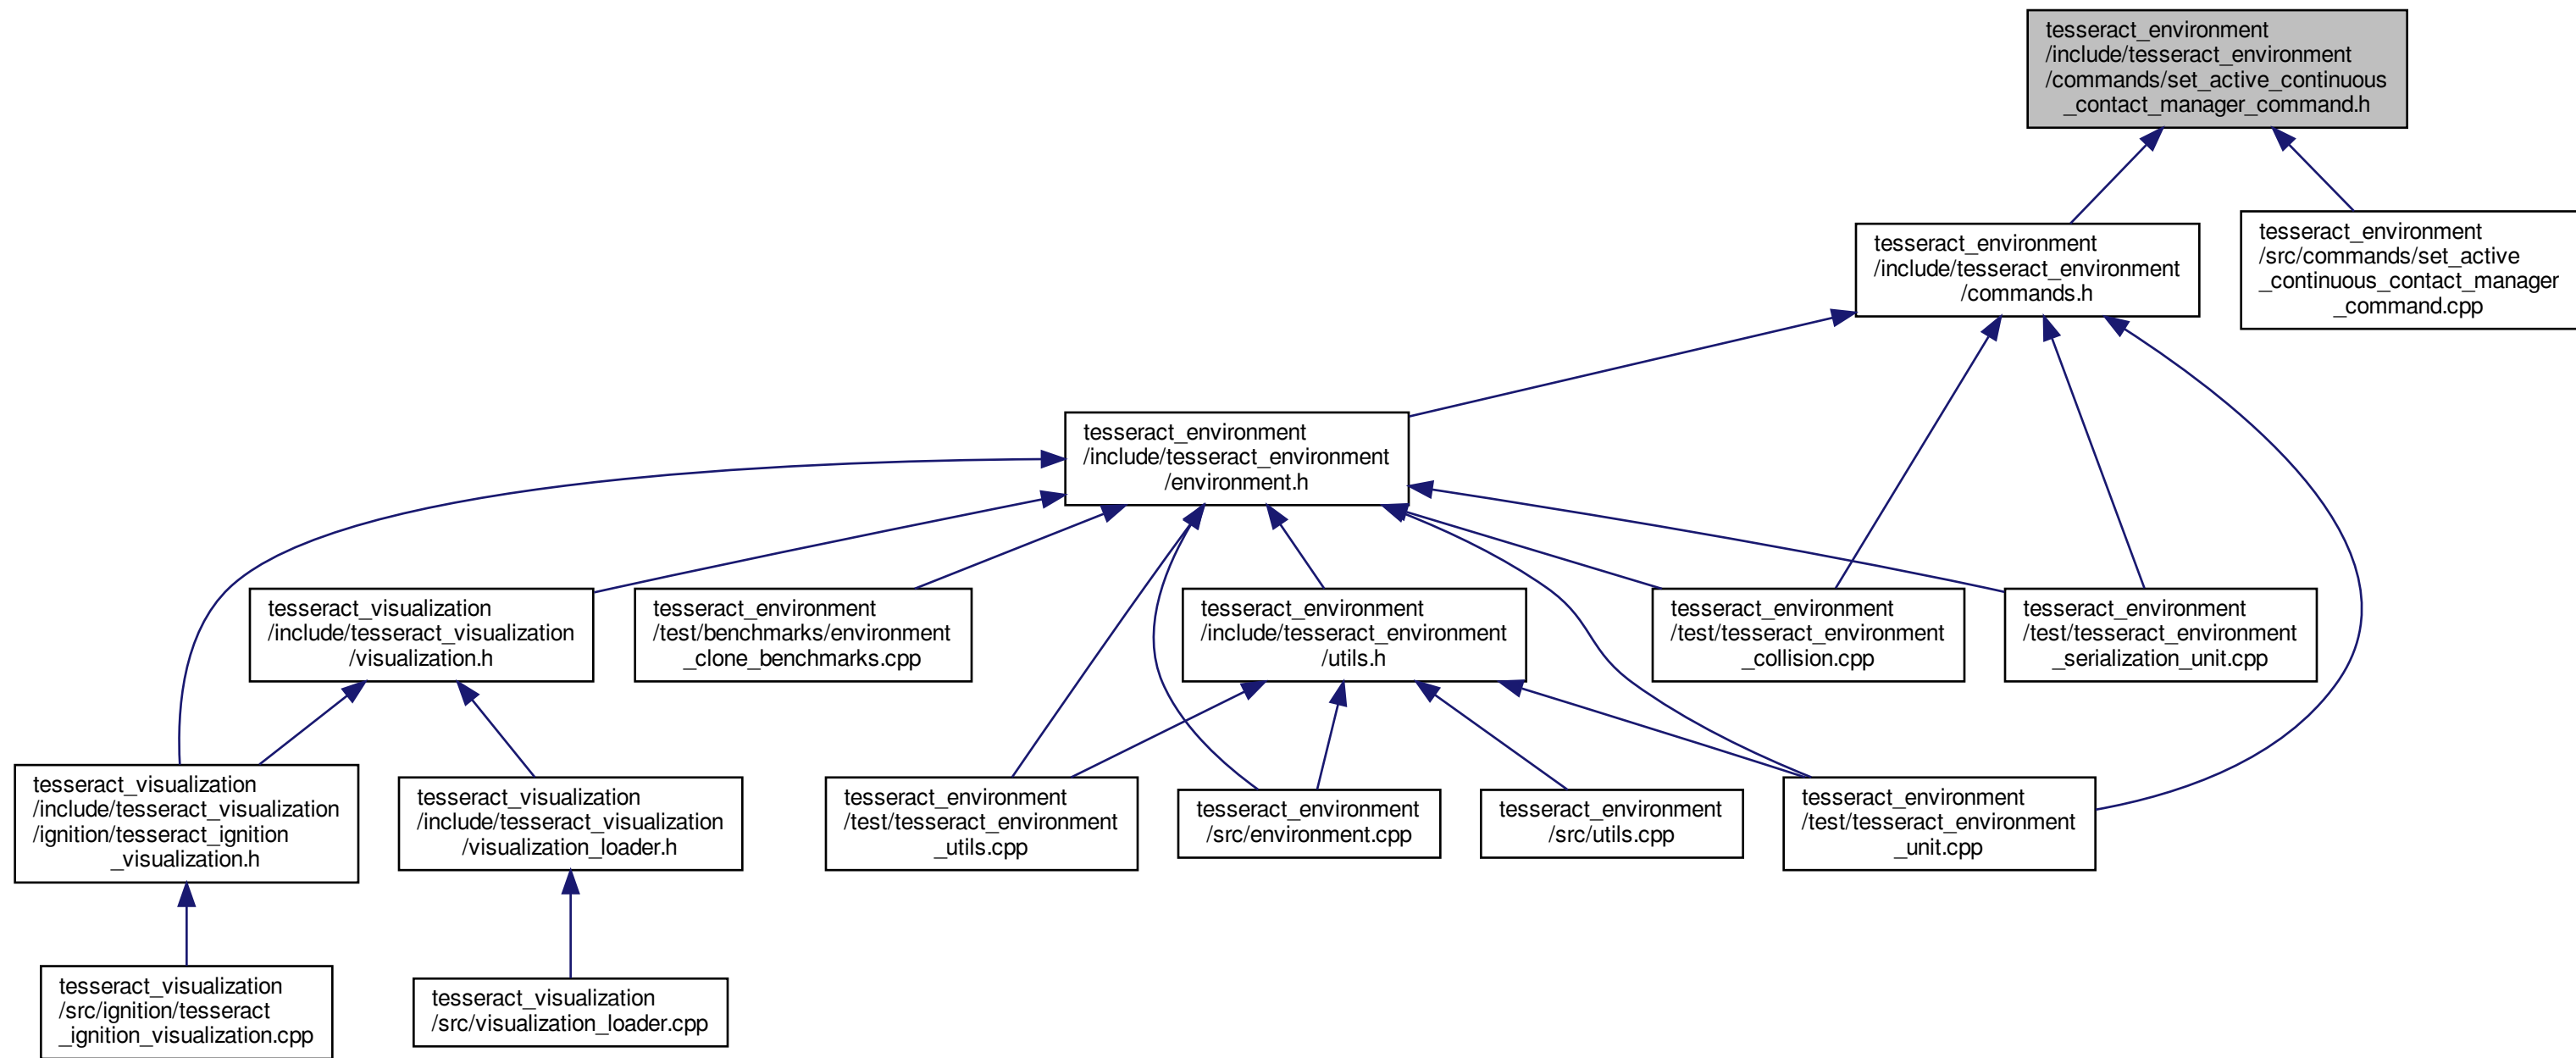 tesseract_environment
/include/tesseract_environment
/commands/set_active_continuous
_contact_manager_command.h
tesseract_environment
/include/tesseract_environment
/commands.h
tesseract_environment
/src/commands/set_active
_continuous_contact_manager
_command.cpp
tesseract_environment
/include/tesseract_environment
/environment.h
tesseract_visualization
/include/tesseract_visualization
/visualization.h
tesseract_environment
/test/benchmarks/environment
_clone_benchmarks.cpp
tesseract_environment
/include/tesseract_environment
/utils.h
tesseract_environment
/test/tesseract_environment
_collision.cpp
tesseract_environment
/test/tesseract_environment
_serialization_unit.cpp
tesseract_visualization
/include/tesseract_visualization
/ignition/tesseract_ignition
_visualization.h
tesseract_visualization
/include/tesseract_visualization
/visualization_loader.h
tesseract_environment
/test/tesseract_environment
_utils.cpp
tesseract_environment
/src/environment.cpp
tesseract_environment
/src/utils.cpp
tesseract_environment
/test/tesseract_environment
_unit.cpp
tesseract_visualization
/src/ignition/tesseract
_ignition_visualization.cpp
tesseract_visualization
/src/visualization_loader.cpp